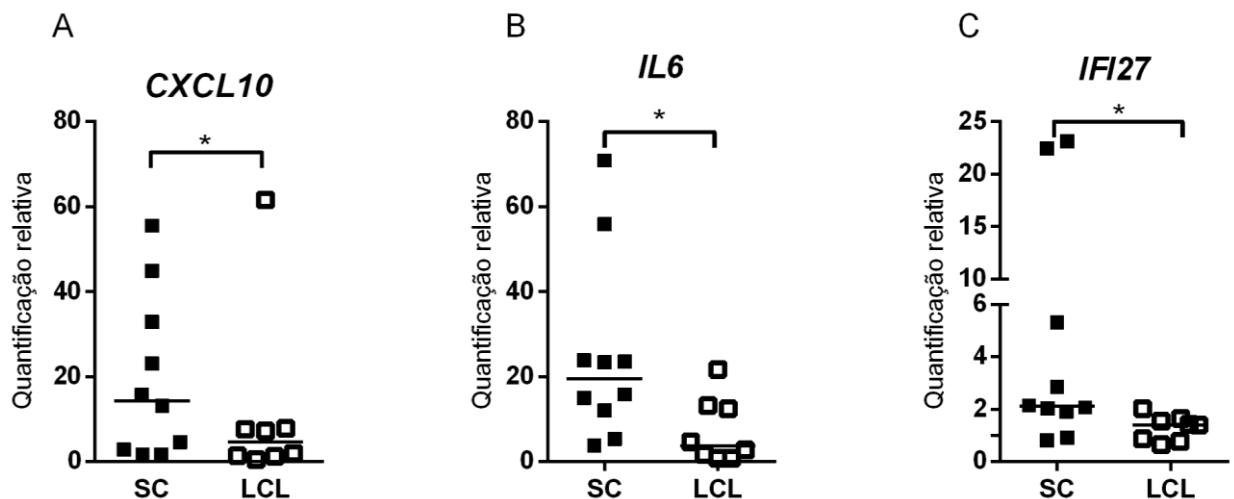 A
CXCL10
Quantificação relativa
80
60
40
20
0
*
SC LCL
B
IL6
Quantificação relativa
80
60
40
20
0
*
SC LCL
C
IFI27
Quantificação relativa
25
20
15
10
6
4
2
0
*
SC LCL